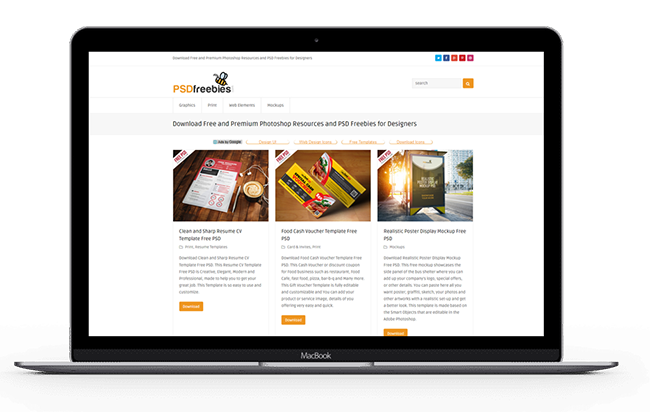 Download Free and Premium Photoshop Resources and PSD Freebies for Designers
PSDfreebies
search
Graphics Print Web Elements Mockups
Download Free and Premium Photoshop Resources and PSD Freebies for Designers
Ads by Google Design UI Web Design Icons Free Templates Download Icons
FREE PSD
FREE PSD
FREE PSD
Clean and Sharp Resume CV
Template Free PSD
Print, Resume Templates
Download Clean and Sharp Resume CV
Template Free PSD. This Resume CV Template
Free PSD is Creative, Elegant, Modern and
Professional, made to help you to get your
great job. This Template is so easy to use and
customize.
Download
Food Cash Voucher Template Free
PSD
Card & Invites, Print
Download Food Cash Voucher Template Free
PSD. This Cash Voucher or discount coupon
for Food business such as restaurant, Food
Cafe, Sea food, pizza, bar-b-q and Many more.
This Gift Voucher Template is fully editable
and customizable and You can add your
product or service image, details of you
offering very easy and quick.
Download
Realistic Poster Display Mockup Free
PSD
Mockups
Download Realistic Poster Display Mockup
Free PSD. This Free mockup showcases the
side panel of the bus shelter where you can
add up your company's logo, special offers,
or other details. You can paste here all you
want poster, graffiti, sketch, your photos and
other artworks with a realistic set-up and get
a better look. This template is made based on
the Smart Objects that are editable in the
Adobe Photoshop.
Download
MacBook